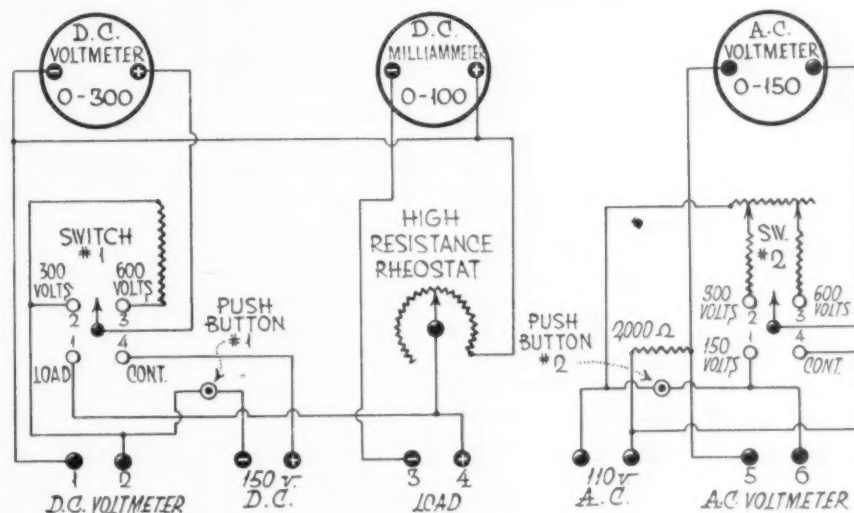 D.C.
VOLTMETER
0-300
D.C.
MILLIAMMETER
0-100
A.C.
VOLTMETER
0-150
SWITCH
#1
300
VOLTS
600
VOLTS
2
3
1
4
LOAD
CONT.
PUSH
BUTTON
#1
HIGH
RESISTANCE
RHEOSTAT
SW.
#2
300
VOLTS
600
VOLTS
2
3
150
VOLTS
1
4
CONT.
2,000 Ω
PUSH
BUTTON
#2
1
2
D.C. VOLTMETER
150 v.
D.C.
3
4
LOAD
110 v
A.C.
5
6
A.C. VOLTMETER